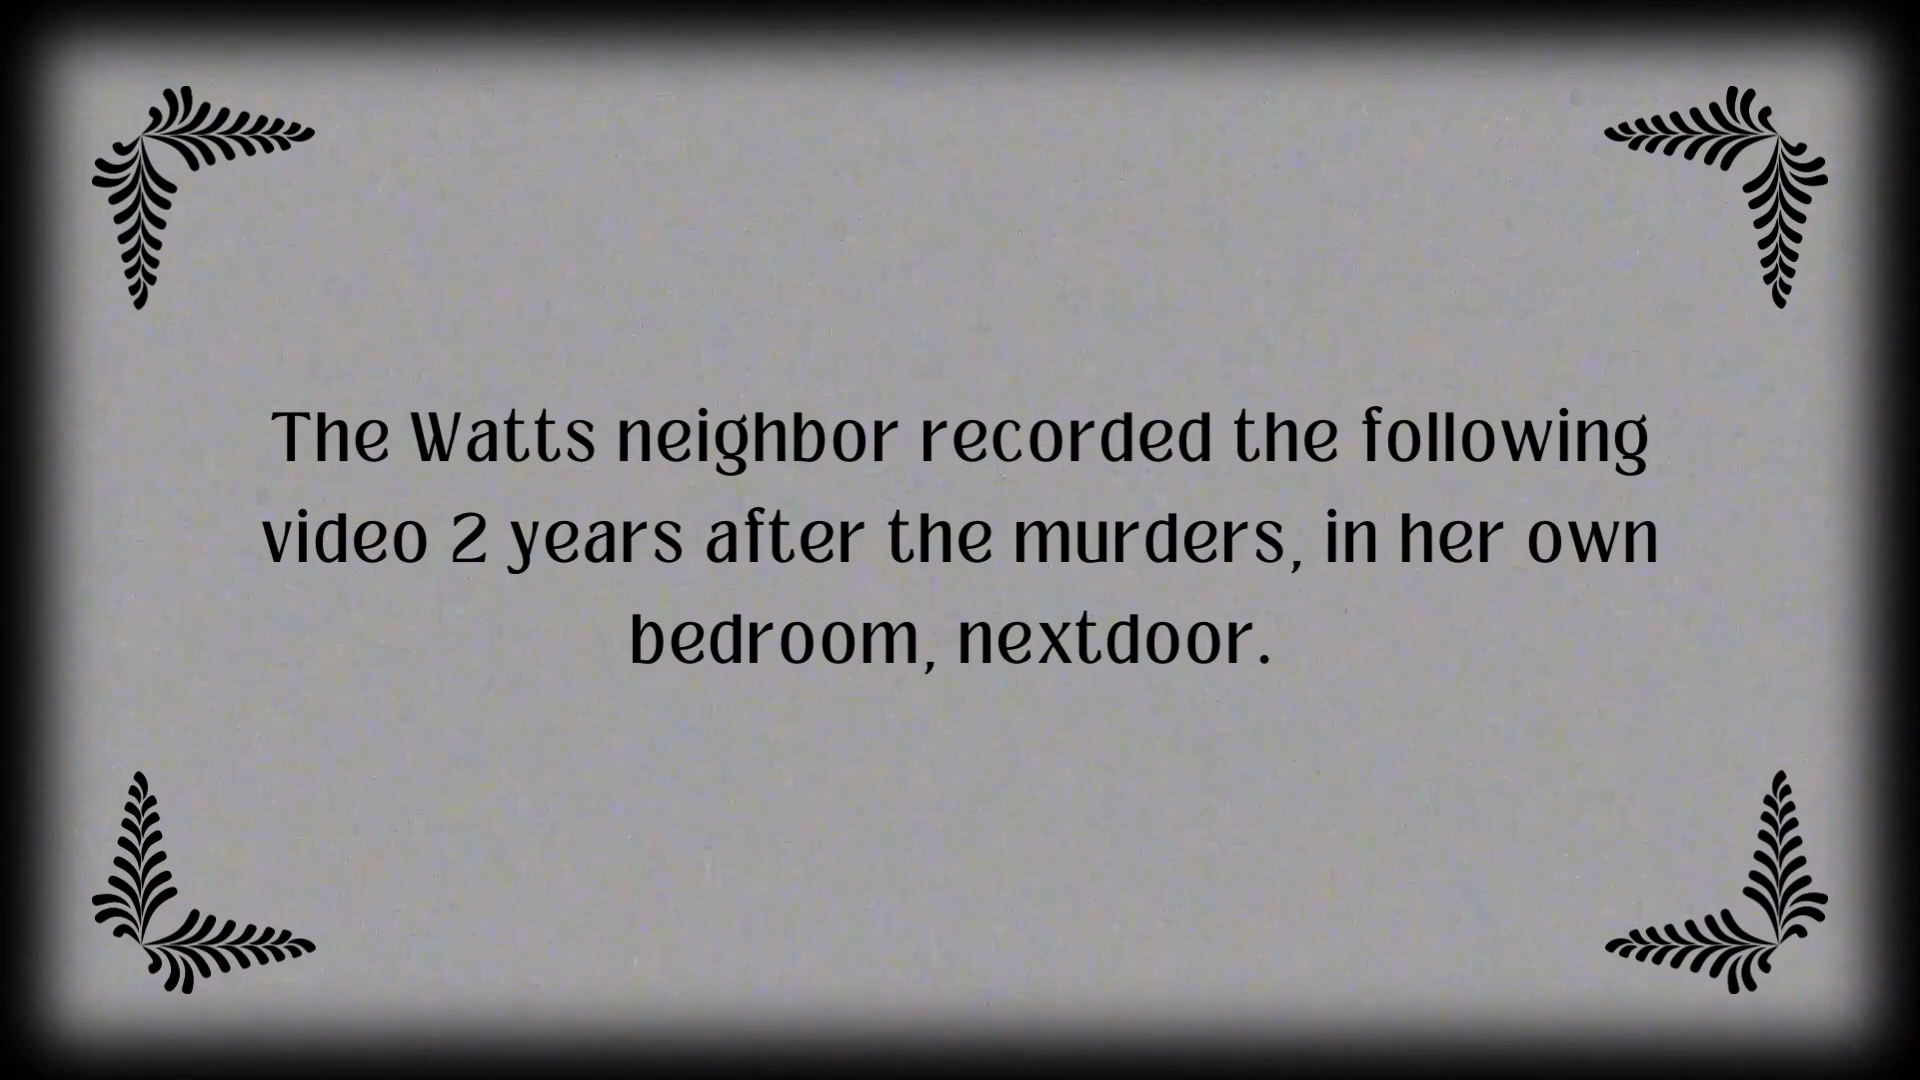 The Watts neighbor recorded the following
video 2 years after the murders, in her own
bedroom, nextdoor.